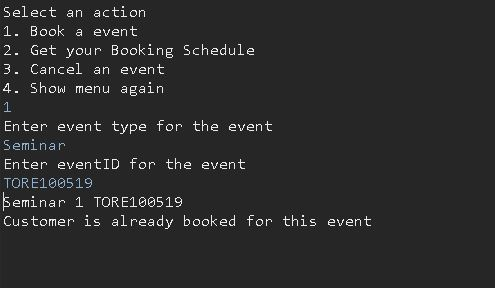 Select an action
1. Book a event
2. Get your Booking Schedule
3. Cancel an event
4. Show menu again
1
Enter event type for the event
Seminar
Enter eventID for the event
TORE100519
Seminar 1 TORE100519
Customer is already booked for this event